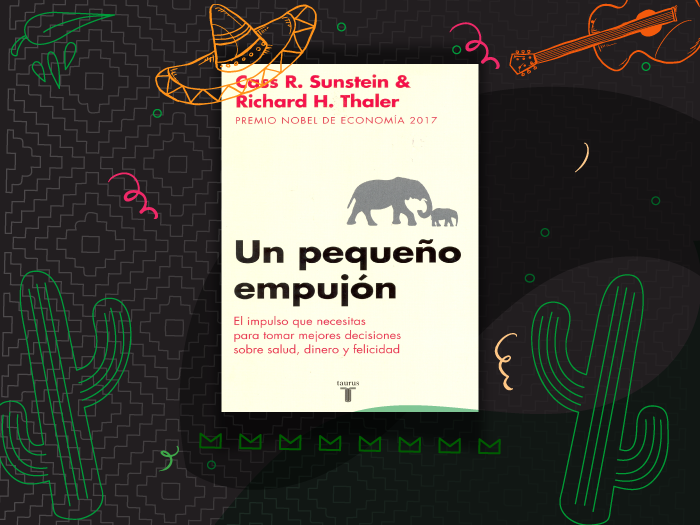 Cass R. Sunstein &
Richard H. Thaler
PREMIO NOBEL DE ECONOMÍA 2017
Un pequeño
empujón
El impulso que necesitas
para tomar mejores decisiones
sobre salud, dinero y felicidad
taurus